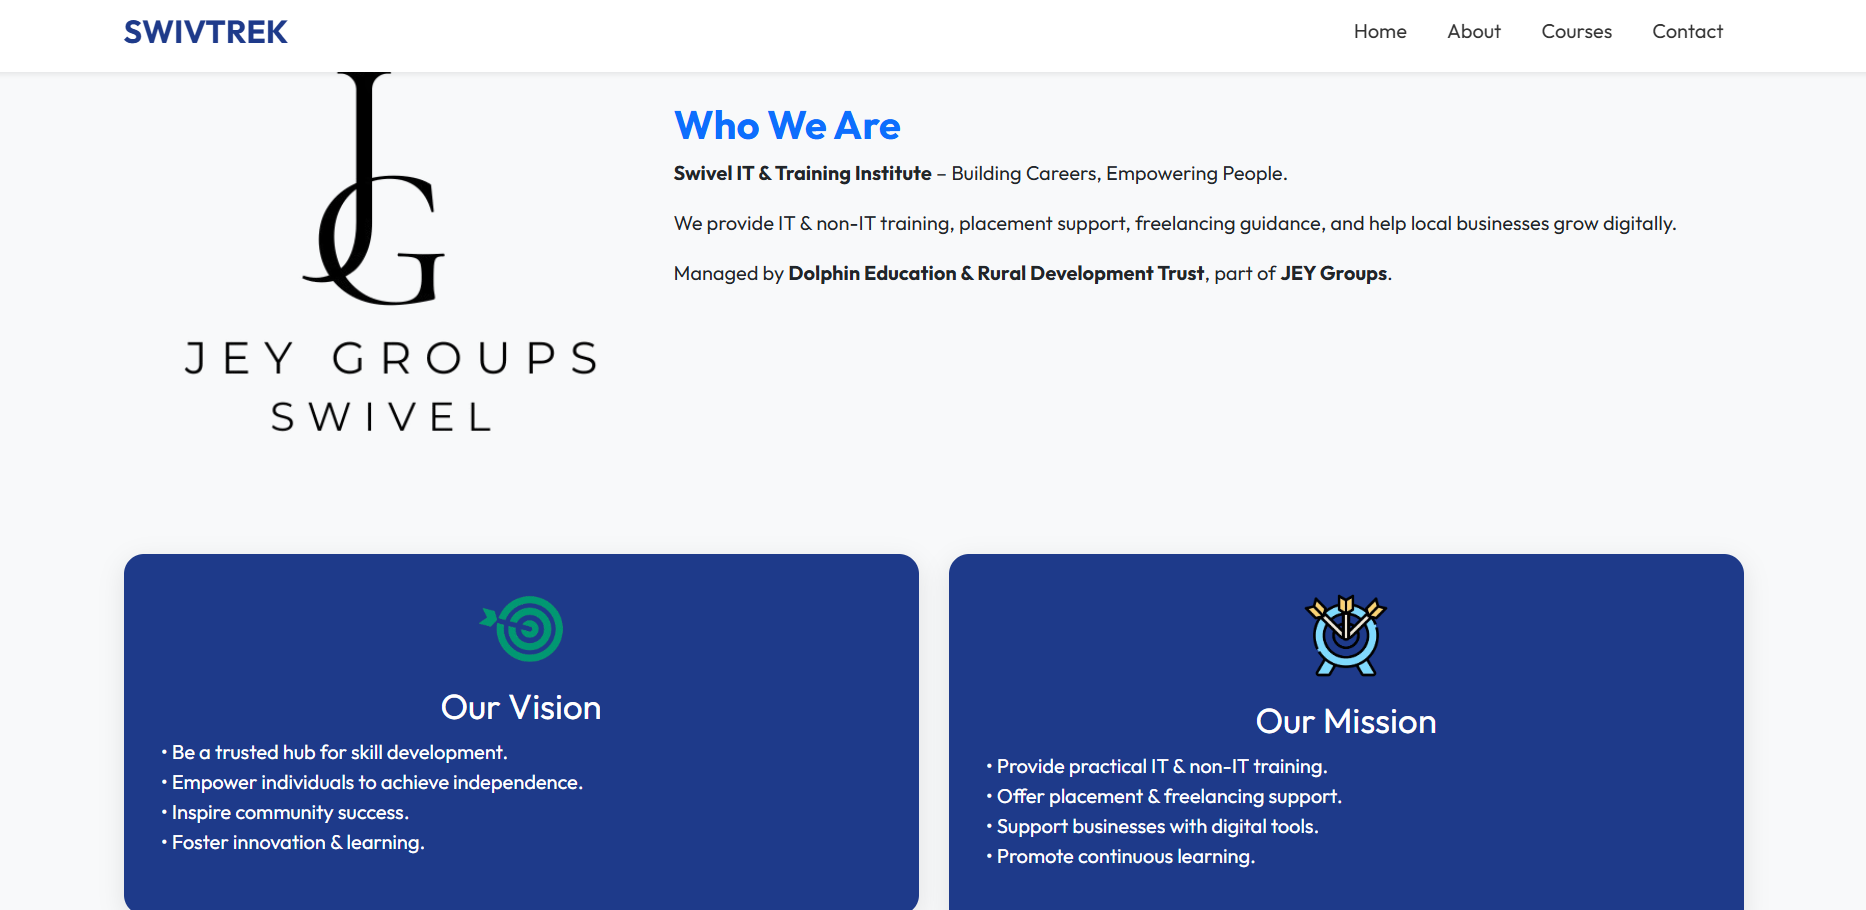 SWIVTREK
Home
About
Courses
Contact
JG
JEY GROUPS
SWIVEL
Who We Are
Swivel IT & Training Institute – Building Careers, Empowering People.
We provide IT & non-IT training, placement support, freelancing guidance, and help local businesses grow digitally.
Managed by Dolphin Education & Rural Development Trust, part of JEY Groups.
Our Vision
• Be a trusted hub for skill development.
• Empower individuals to achieve independence.
• Inspire community success.
• Foster innovation & learning.
Our Mission
• Provide practical IT & non-IT training.
• Offer placement & freelancing support.
• Support businesses with digital tools.
• Promote continuous learning.